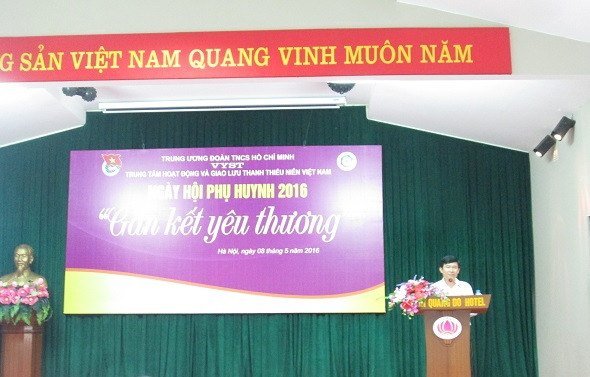 G SẢN VIỆT NAM QUANG VINH MUÔN NĂM
TRUNG ƯƠNG ĐOÀN TNCS HỒ CHÍ MINH
VYST
TRUNG TÂM HOẠT ĐỘNG VÀ GIAO LƯU THANH THIẾU NIÊN VIỆT NAM
NGÀY HỘI PHỤ HUYNH 2016
"Gắn kết yêu thương
Hà Nội, ngày 08 tháng 5 năm 2016
QUANG DO HOTEL